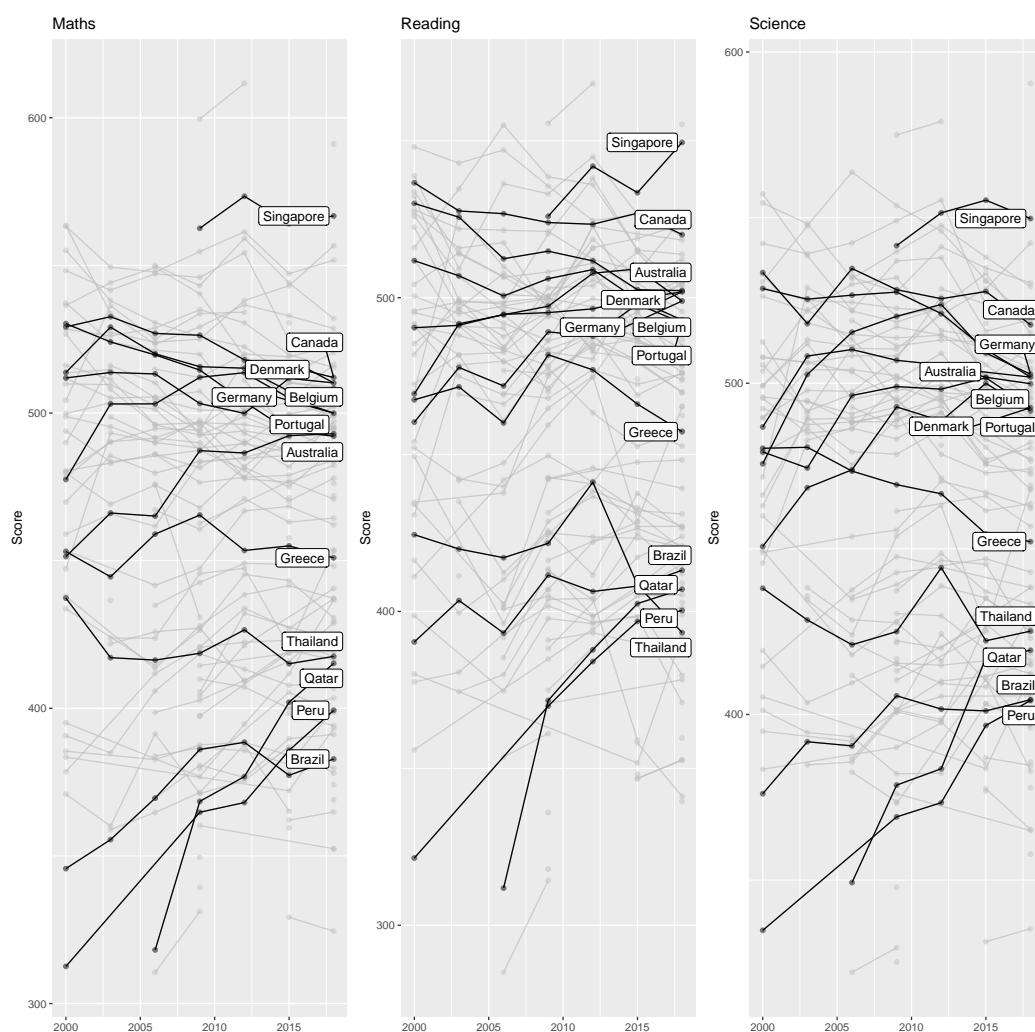 Maths
Reading
Science
600
500
400
300
Score
2000
2005
2010
2015
Singapore
Canada
Denmark
Germany
Belgium
Portugal
Australia
Greece
Thailand
Qatar
Peru
Brazil
500
400
300
Score
2000
2005
2010
2015
Singapore
Canada
Australia
Denmark
Germany
Belgium
Portugal
Greece
Brazil
Qatar
Peru
Thailand
600
500
400
Score
2000
2005
2010
2015
Singapore
Canada
Germany
Australia
Belgium
Denmark
Portugal
Greece
Thailand
Qatar
Brazil
Peru